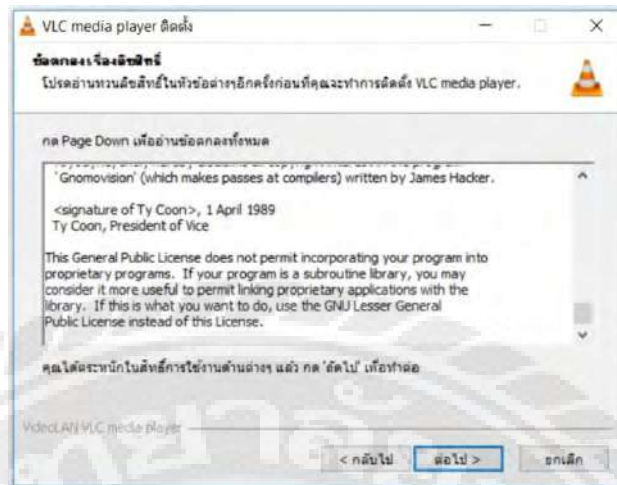 VLC media player ติดตั้ง
ข้อตกลงเรื่องลิขสิทธิ์
โปรดอ่านทวนลิขสิทธิ์ในหัวข้อต่างๆอีกครั้งก่อนที่คุณจะทำการติดตั้ง VLC media player.
กด Page Down เพื่ออ่านข้อตกลงทั้งหมด
`Gnomovision' (which makes passes at compilers) written by James Hacker.
<signature of Ty Coon>, 1 April 1989
Ty Coon, President of Vice
This General Public License does not permit incorporating your program into
proprietary programs. If your program is a subroutine library, you may
consider it more useful to permit linking proprietary applications with the
library. If this is what you want to do, use the GNU Lesser General
Public License instead of this License.
คุณได้ตระหนักในสิทธิ์การใช้งานด้านต่างๆ แล้ว กด 'ถัดไป' เพื่อทำต่อ
VideoLAN VLC media player
< กลับไป
ต่อไป >
ยกเลิก